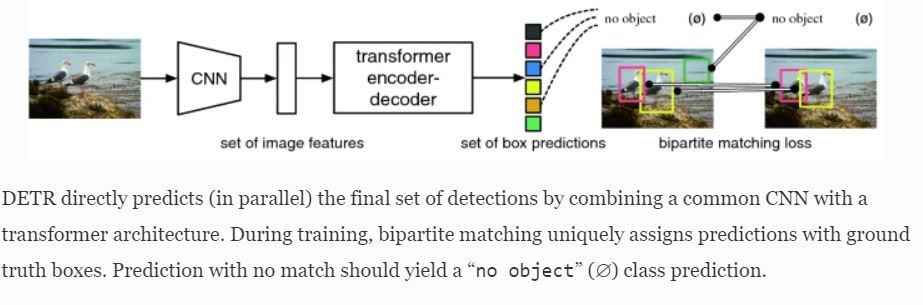 no object (ø) no object (ø)
CNN
transformer
encoder-
decoder
set of image features set of box predictions bipartite matching loss
DETR directly predicts (in parallel) the final set of detections by combining a common CNN with a
transformer architecture. During training, bipartite matching uniquely assigns predictions with ground
truth boxes. Prediction with no match should yield a “no object” (∅) class prediction.